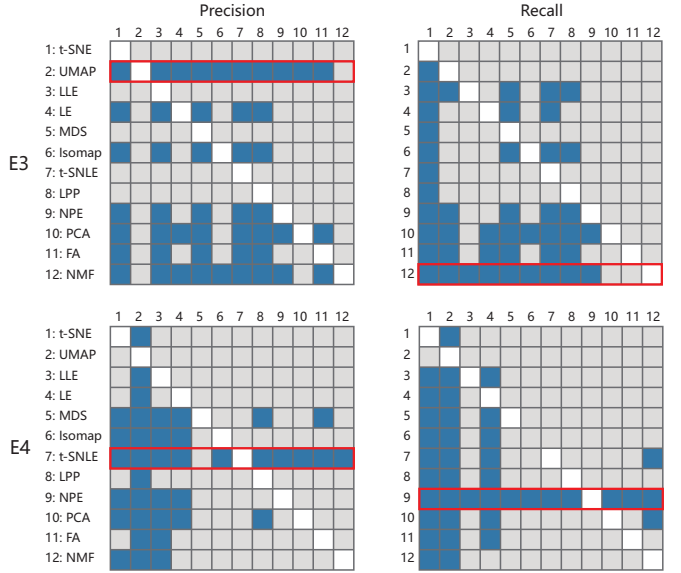 Precision
Recall
1 2 3 4 5 6 7 8 9 10 11 12
1 2 3 4 5 6 7 8 9 10 11 12
E3
1: t-SNE
2: UMAP
3: LLE
4: LE
5: MDS
6: Isomap
7: t-SNLE
8: LPP
9: NPE
10: PCA
11: FA
12: NMF
1
2
3
4
5
6
7
8
9
10
11
12
1 2 3 4 5 6 7 8 9 10 11 12
1 2 3 4 5 6 7 8 9 10 11 12
E4
1: t-SNE
2: UMAP
3: LLE
4: LE
5: MDS
6: Isomap
7: t-SNLE
8: LPP
9: NPE
10: PCA
11: FA
12: NMF
1
2
3
4
5
6
7
8
9
10
11
12